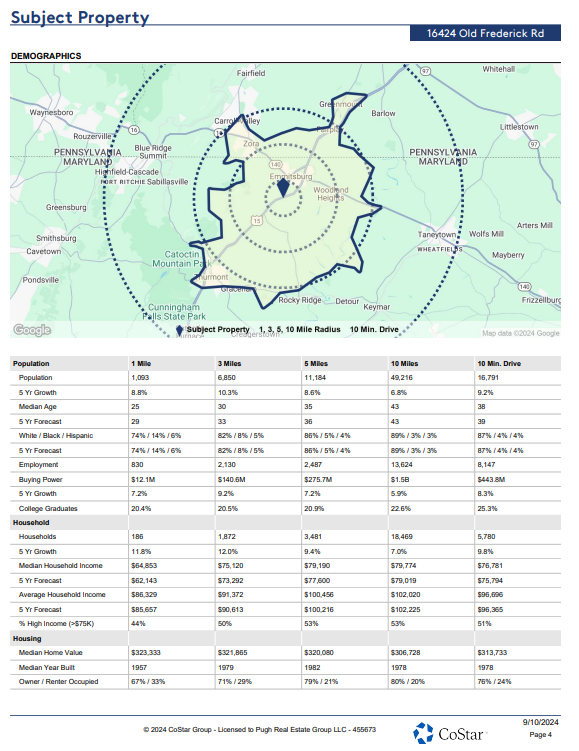 Subject Property
16424 Old Frederick Rd
DEMOGRAPHICS
97
Whitehall
Fairfield
Greenmount
Waynesboro
Carroll Valley
Barlow
Littlestown
16
Rouzerville
Fairplay
97
Zora
PENNSYLVANIA
MARYLAND
Blue Ridge
Summit
140
PENNSYLVANIA
MARYLAND
Highfield-Cascade
FORT RITCHIE
Sabillasville
Emmitsburg
Woodland
Heights
Greensburg
15
Arters Mill
Smithsburg
Taneytown
Wolfs Mill
Cavetown
WHEATFIELDS
Catoctin
Mountain Park
Mayberry
Pondsville
Thurmont
140
Graceham
Rocky Ridge
Detour
Keymar
Frizzellburg
Cunningham
Falls State Park
Google
Subject Property 1, 3, 5, 10 Mile Radius 10 Min. Drive
Map data ©2024 Google
Creagerstown
Population 1 Mile 3 Miles 5 Miles 10 Miles 10 Min. Drive
Population 1,093 6,850 11,184 49,216 16,791
5 Yr Growth 8.8% 10.3% 8.6% 6.8% 9.2%
Median Age 25 30 35 43 38
5 Yr Forecast 29 33 36 43 39
White / Black / Hispanic 74% / 14% / 6% 82% / 8% / 5% 86% / 5% / 4% 89% / 3% / 3% 87% / 4% / 4%
5 Yr Forecast 74% / 14% / 6% 82% / 8% / 5% 86% / 5% / 4% 89% / 3% / 3% 87% / 4% / 4%
Employment 830 2,130 2,487 13,624 8,147
Buying Power $12.1M $140.6M $275.7M $1.5B $443.8M
5 Yr Growth 7.2% 9.2% 7.2% 5.9% 8.3%
College Graduates 20.4% 20.5% 20.9% 22.6% 25.3%
Household
Households 186 1,872 3,481 18,469 5,780
5 Yr Growth 11.8% 12.0% 9.4% 7.0% 9.8%
Median Household Income $64,853 $75,120 $79,190 $79,774 $76,781
5 Yr Forecast $62,143 $73,292 $77,600 $79,019 $75,794
Average Household Income $86,329 $91,372 $100,456 $102,020 $96,696
5 Yr Forecast $85,657 $90,613 $100,216 $102,225 $96,365
% High Income (>$75K) 44% 50% 53% 53% 51%
Housing
Median Home Value $323,333 $321,865 $320,080 $306,728 $313,733
Median Year Built 1957 1979 1982 1978 1978
Owner / Renter Occupied 67% / 33% 71% / 29% 79% / 21% 80% / 20% 76% / 24%
9/10/2024
© 2024 CoStar Group - Licensed to Pugh Real Estate Group LLC - 455673
CoStar
Page 4